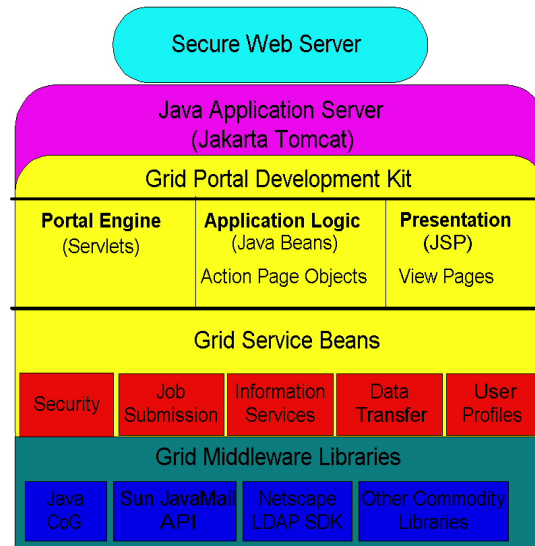 Secure Web Server
Java Application Server
(Jakarta Tomcat)
Grid Portal Development Kit
Portal Engine
(Servlets)
Application Logic
(Java Beans)
Action Page Objects
Presentation
(JSP)
View Pages
Grid Service Beans
Security
Job
Submission
Information
Services
Data
Transfer
User
Profiles
Grid Middleware Libraries
Java
CoG
Sun JavaMail
API
Netscape
LDAP SDK
Other Commodity
Libraries